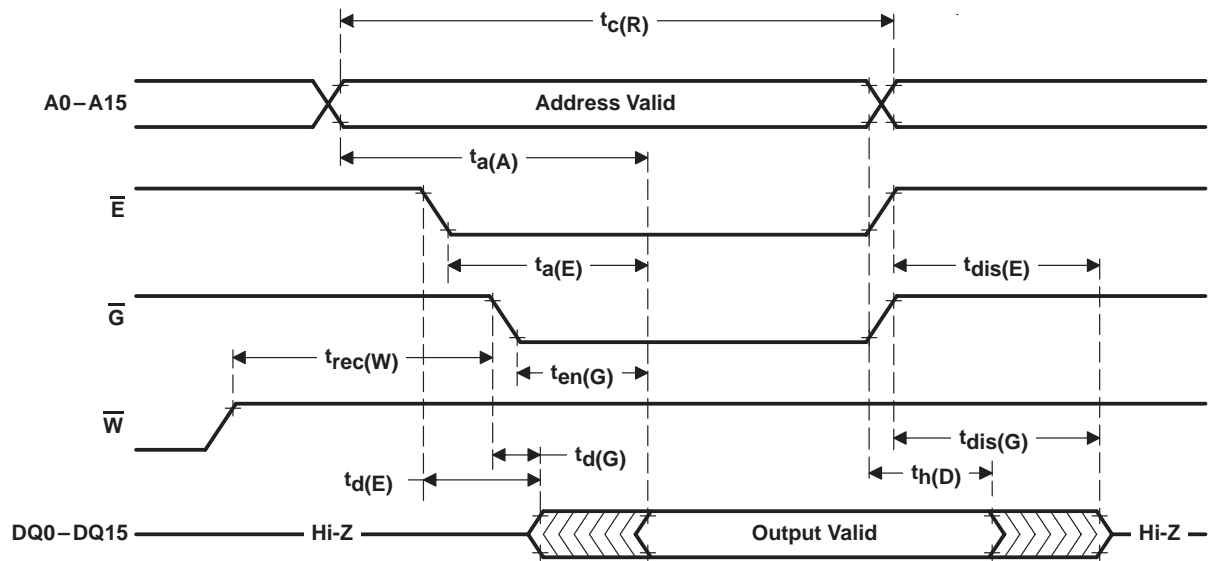 tc(R)
A0–A15
Address Valid
ta(A)
E
ta(E)
tdis(E)
G
trec(W)
ten(G)
W
tdis(G)
td(G)
td(E)
th(D)
DQ0–DQ15
Hi-Z
Output Valid
Hi-Z